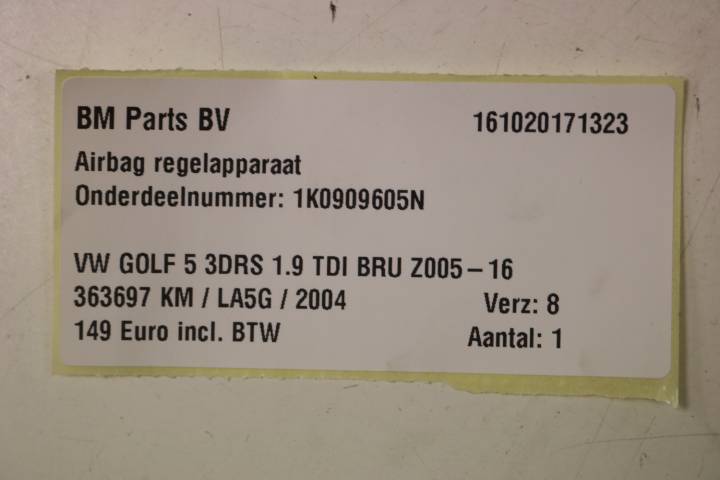 BM Parts BV 161020171323
Airbag regelapparaat
Onderdeelnummer: 1K0909605N
VW GOLF 5 3DRS 1.9 TDI BRU Z005-16
363697 KM / LA5G / 2004 Verz: 8
149 Euro incl. BTW Aantal: 1